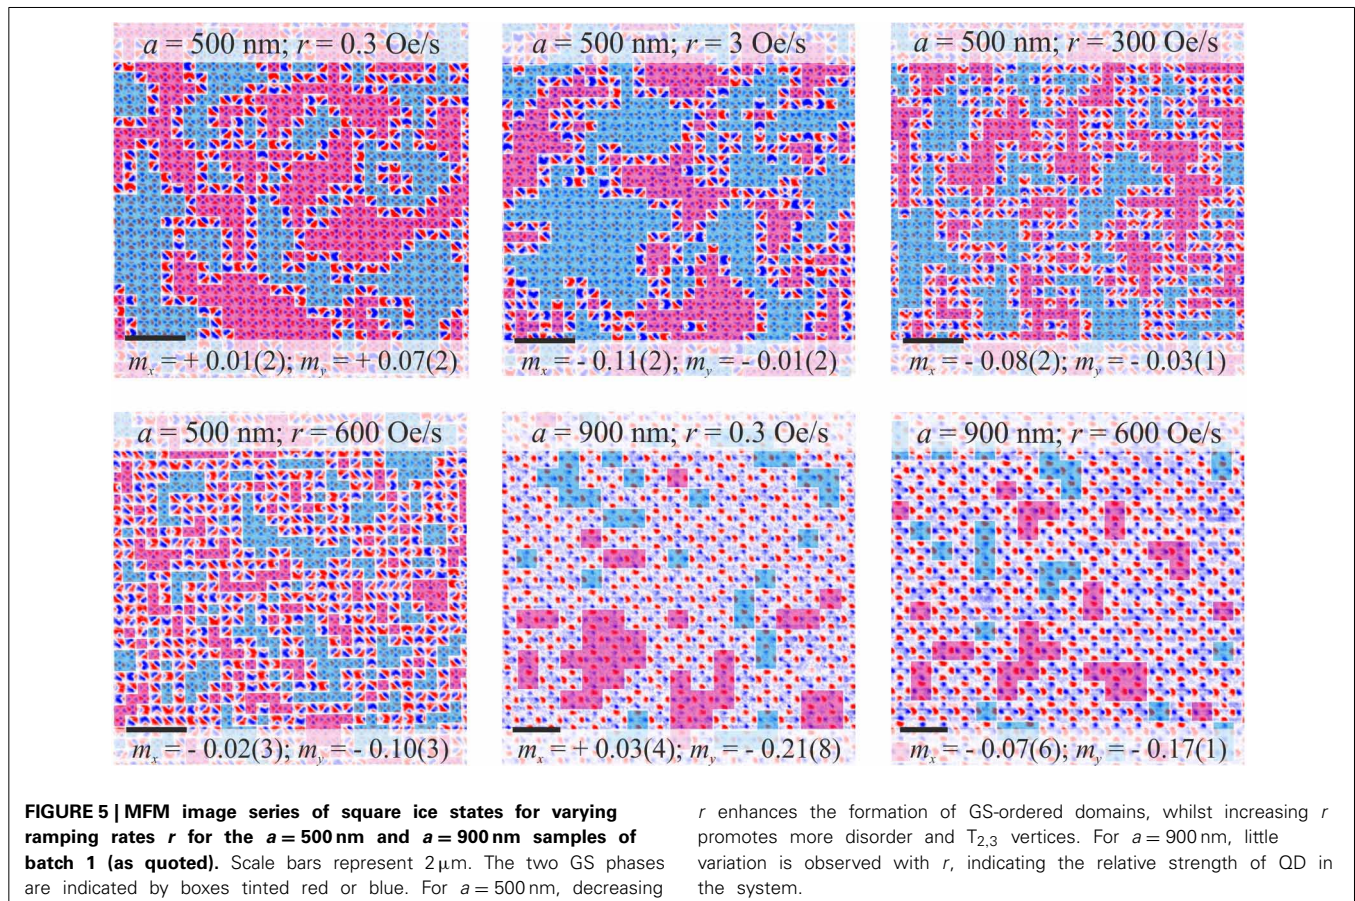 a = 500 nm; r = 0.3 Oe/s
a = 500 nm; r = 3 Oe/s
a = 500 nm; r = 300 Oe/s
mx = + 0.01(2); my = + 0.07(2)
mx = - 0.11(2); my = - 0.01(2)
mx = - 0.08(2); my = - 0.03(1)
a = 500 nm; r = 600 Oe/s
a = 900 nm; r = 0.3 Oe/s
a = 900 nm; r = 600 Oe/s
mx = - 0.02(3); my = - 0.10(3)
mx = + 0.03(4); my = - 0.21(8)
mx = - 0.07(6); my = - 0.17(1)
FIGURE 5 | MFM image series of square ice states for varying
ramping rates r for the a = 500 nm and a = 900 nm samples of
batch 1 (as quoted). Scale bars represent 2 μm. The two GS phases
are indicated by boxes tinted red or blue. For a = 500 nm, decreasing
r enhances the formation of GS-ordered domains, whilst increasing r
promotes more disorder and T2,3 vertices. For a = 900 nm, little
variation is observed with r, indicating the relative strength of QD in
the system.